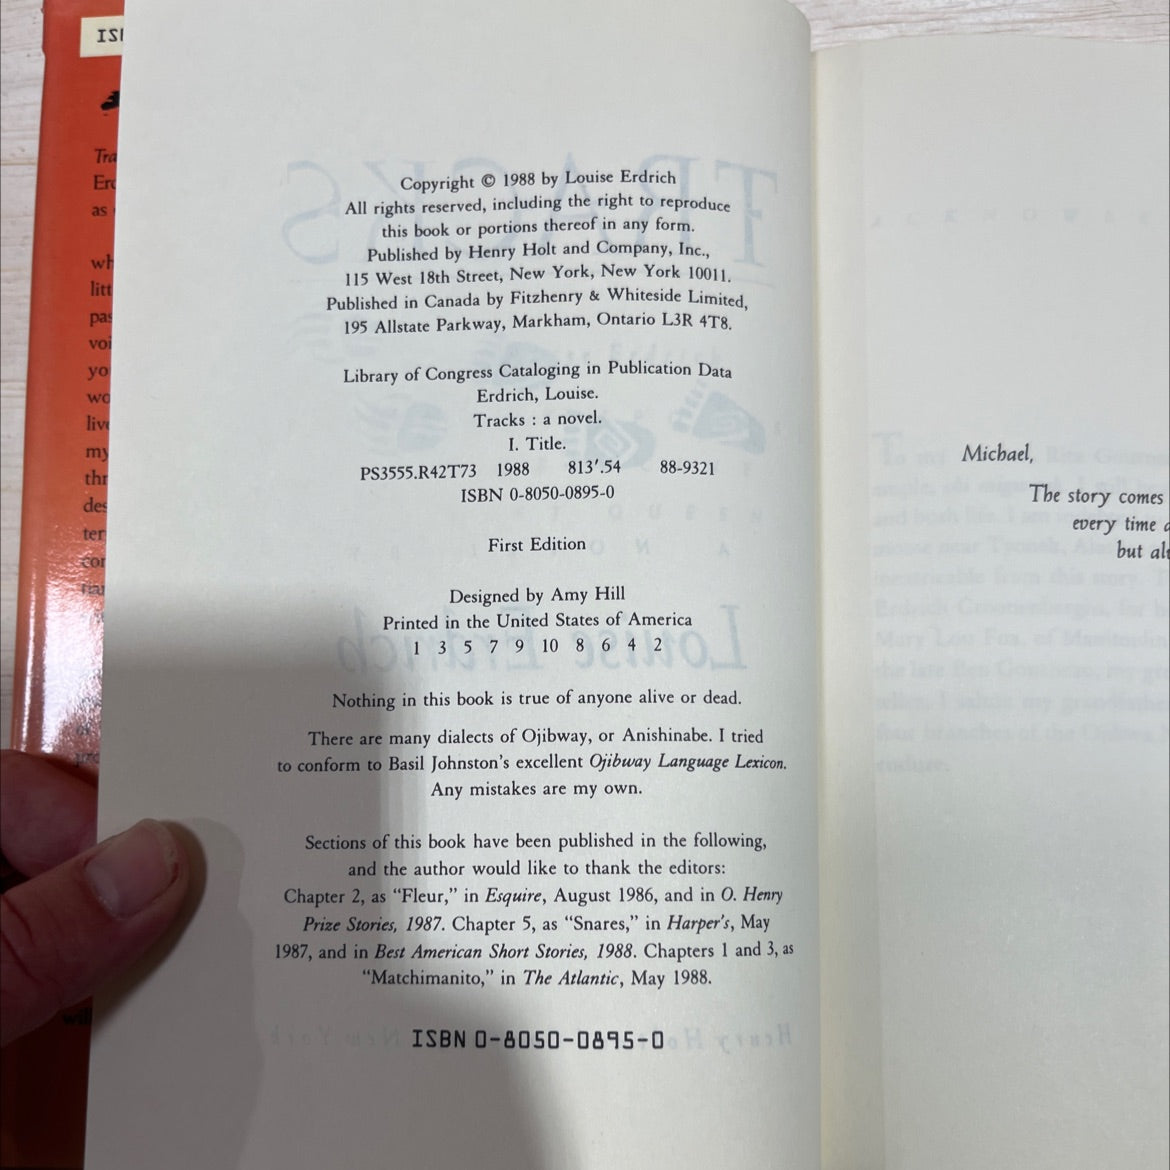 Copyright © 1988 by Louise Erdrich
All rights reserved, including the right to reproduce
this book or portions thereof in any form.
Published by Henry Holt and Company, Inc.,
115 West 18th Street, New York, New York 10011.
Published in Canada by Fitzhenry & Whiteside Limited,
195 Allstate Parkway, Markham, Ontario L3R 4T8.
Library of Congress Cataloging in Publication Data
Erdrich, Louise.
Tracks : a novel.
I. Title.
PS3555.R42T73 1988 813′.54 88-9321
ISBN 0-8050-0895-0
First Edition
Designed by Amy Hill
Printed in the United States of America
1 3 5 7 9 10 8 6 4 2
Nothing in this book is true of anyone alive or dead.
There are many dialects of Ojibway, or Anishinabe. I tried
to conform to Basil Johnston's excellent Ojibway Language Lexicon.
Any mistakes are my own.
Sections of this book have been published in the following,
and the author would like to thank the editors:
Chapter 2, as “Fleur,” in Esquire, August 1986, and in O. Henry
Prize Stories, 1987. Chapter 5, as “Snares,” in Harper's, May
1987, and in Best American Short Stories, 1988. Chapters 1 and 3, as
“Matchimanito,” in The Atlantic, May 1988.
ISBN 0-8050-0895-0
Michael,
The story comes
every time
but